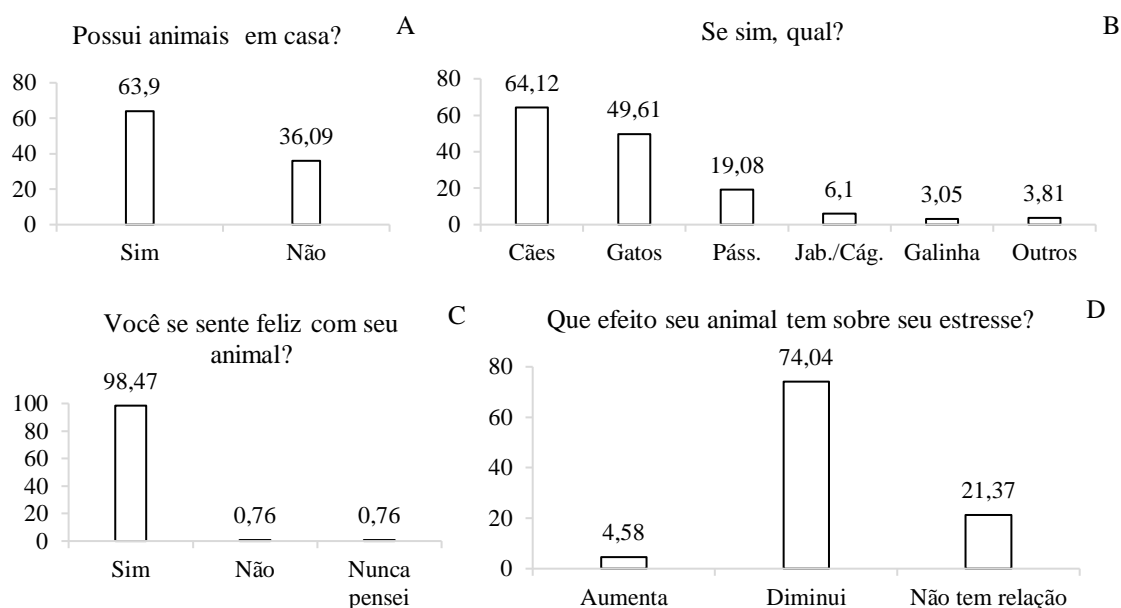 Possui animais em casa?
A
80
60
40
20
0
63,9
36,09
Sim
Não
Se sim, qual?
B
80
60
40
20
0
64,12
49,61
19,08
6,1
3,05
3,81
Cães
Gatos
Páss.
Jab./Cág.
Galinha
Outros
Você se sente feliz com seu
animal?
C
100
80
60
40
20
0
98,47
0,76
0,76
Sim
Não
Nunca
pensei
Que efeito seu animal tem sobre seu estresse?
D
80
60
40
20
0
4,58
74,04
21,37
Aumenta
Diminui
Não tem relação